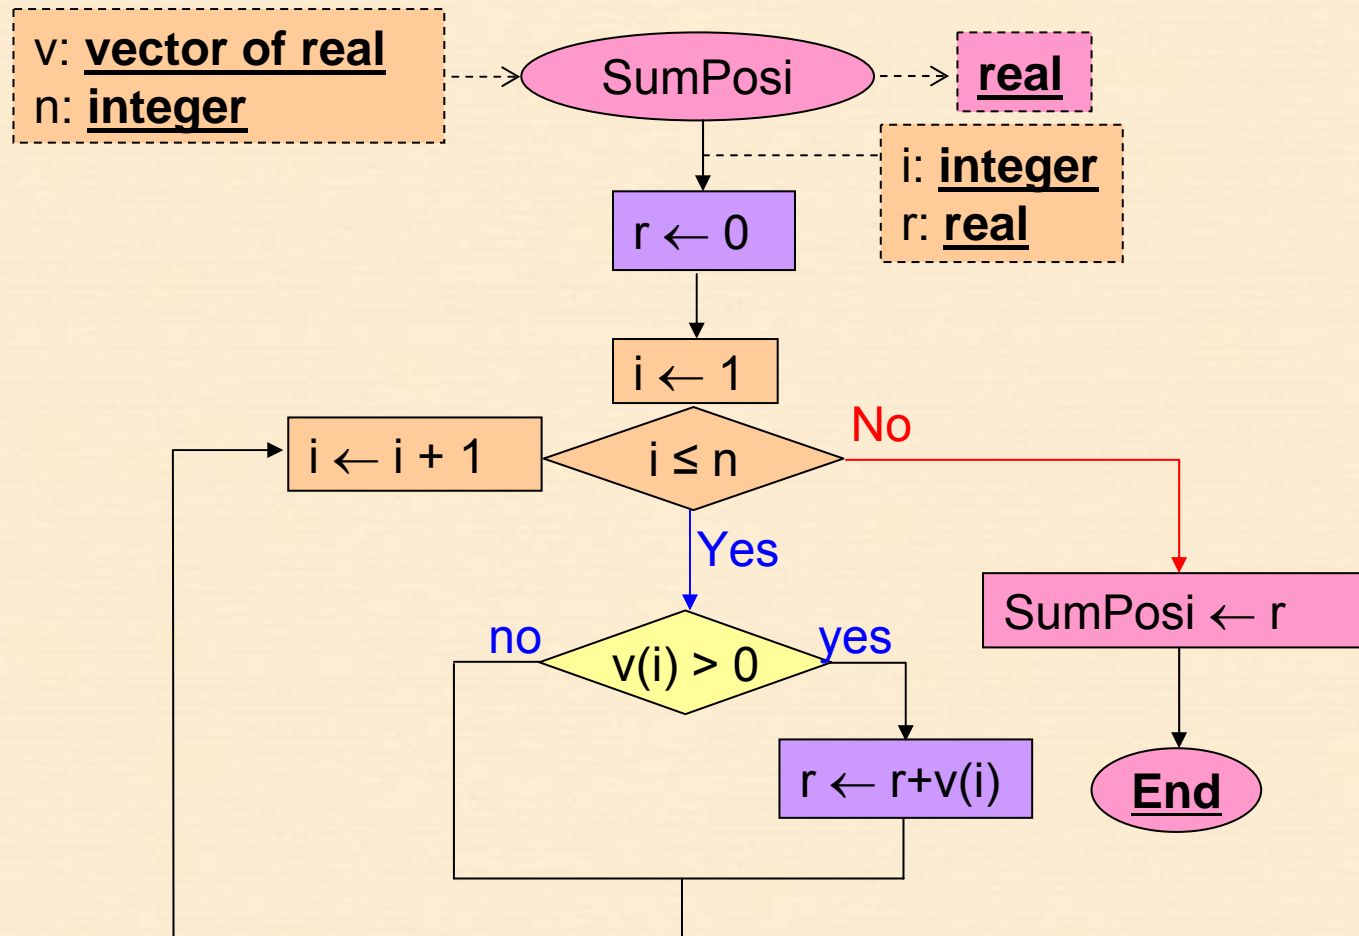 v: vector of real
n: integer
SumPosi
real
i: integer
r: real
r ← 0
i ← 1
i ← i + 1
i ≤ n
No
Yes
SumPosi ← r
no
v(i) > 0
yes
r ← r+v(i)
End